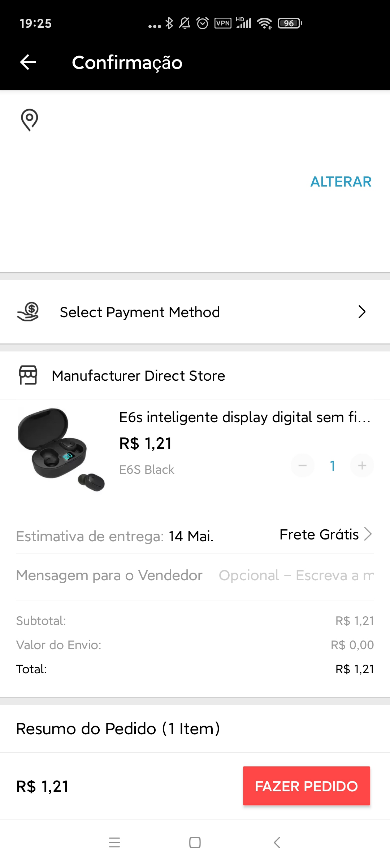 19:25
... VPN HD 96
Confirmação
ALTERAR
Select Payment Method
Manufacturer Direct Store
E6s inteligente display digital sem fi...
R$ 1,21
E6S Black
1
Estimativa de entrega: 14 Mai. Frete Grátis
Mensagem para o Vendedor Opcional – Escreva a m
Subtotal: R$ 1,21
Valor do Envio: R$ 0,00
Total: R$ 1,21
Resumo do Pedido (1 Item)
R$ 1,21 FAZER PEDIDO